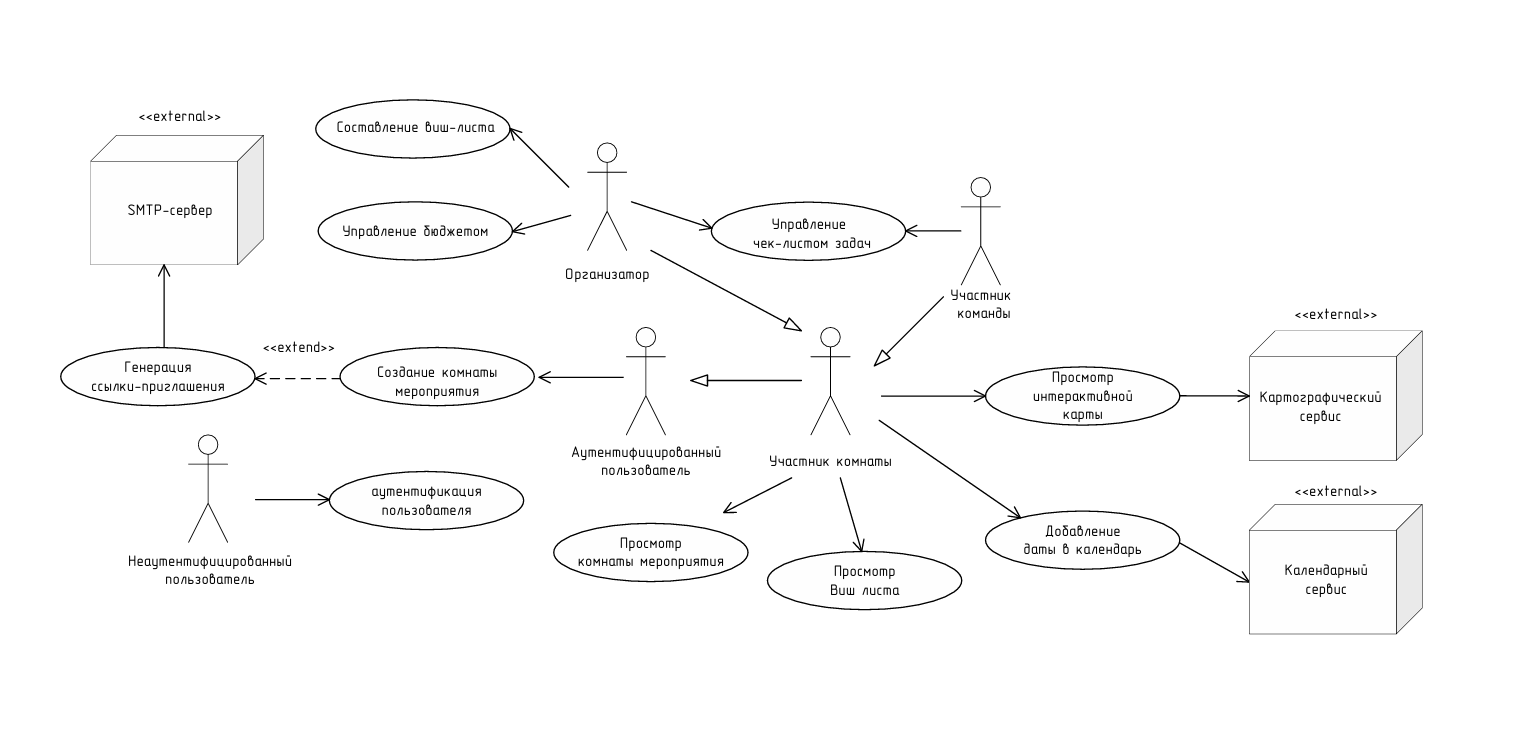 <<external>>
SMTP-сервер
Составление виш-листа
Управление бюджетом
Организатор
Управление
чек-листом задач
Участник
команды
<<external>>
Картографический
сервис
Генерация
ссылки-приглашения
<<extend>>
Создание комнаты
мероприятия
Аутентифицированный
пользователь
Участник комнаты
Просмотр
интерактивной
карты
Неаутентифицированный
пользователь
аутентификация
пользователя
Просмотр
комнаты мероприятия
Просмотр
Виш листа
Добавление
даты в календарь
<<external>>
Календарный
сервис